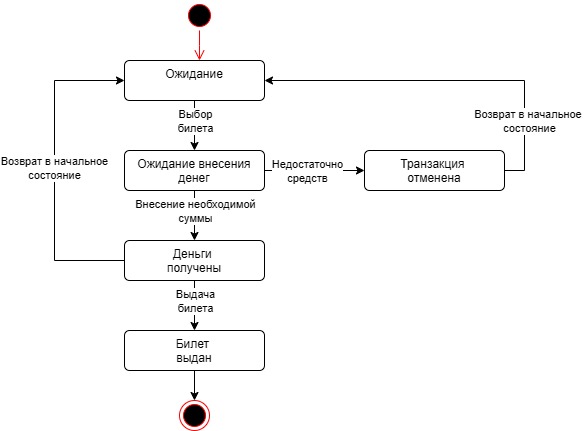 Ожидание
Выбор
билета
Возврат в начальное
состояние
Возврат в начальное
состояние
Ожидание внесения
денег
Недостаточно
средств
Транзакция
отменена
Внесение необходимой
суммы
Деньги
получены
Выдача
билета
Билет
выдан